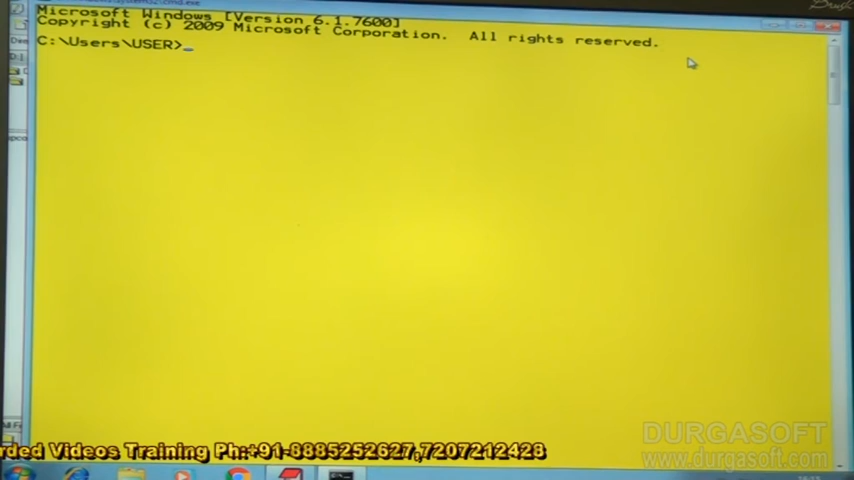 Microsoft Windows [Version 6.1.7600]
Copyright (c) 2009 Microsoft Corporation.  All rights reserved.
C:\Users\USER>
DURGASOFT
www.durgasoft.com
rded Videos Training Ph:+91-8885252627,7207212428